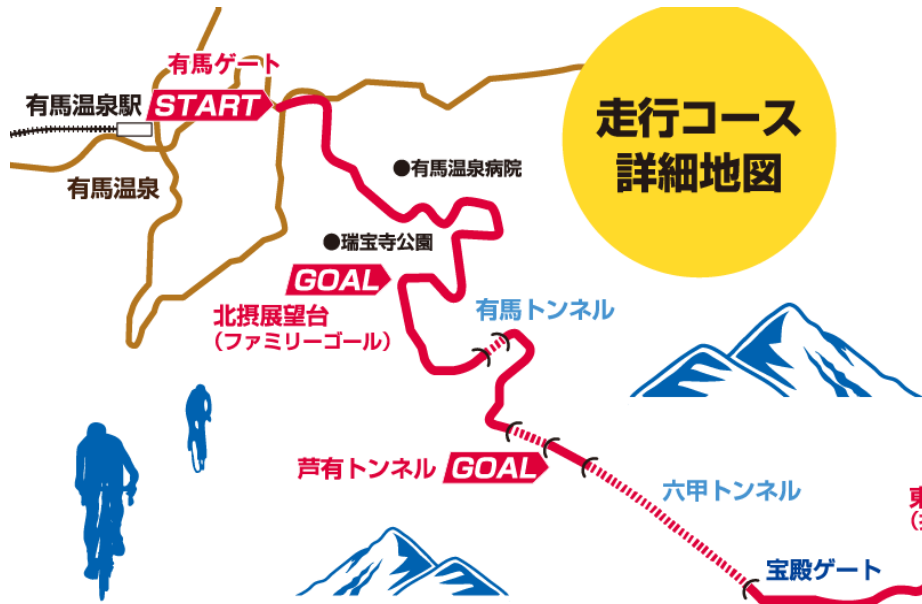 有馬ゲート
有馬温泉駅
START
走行コース
詳細地図
●有馬温泉病院
有馬温泉
●瑞宝寺公園
GOAL
北摂展望台
（ファミリーゴール）
有馬トンネル
芦有トンネル
GOAL
六甲トンネル
東
宝殿ゲート